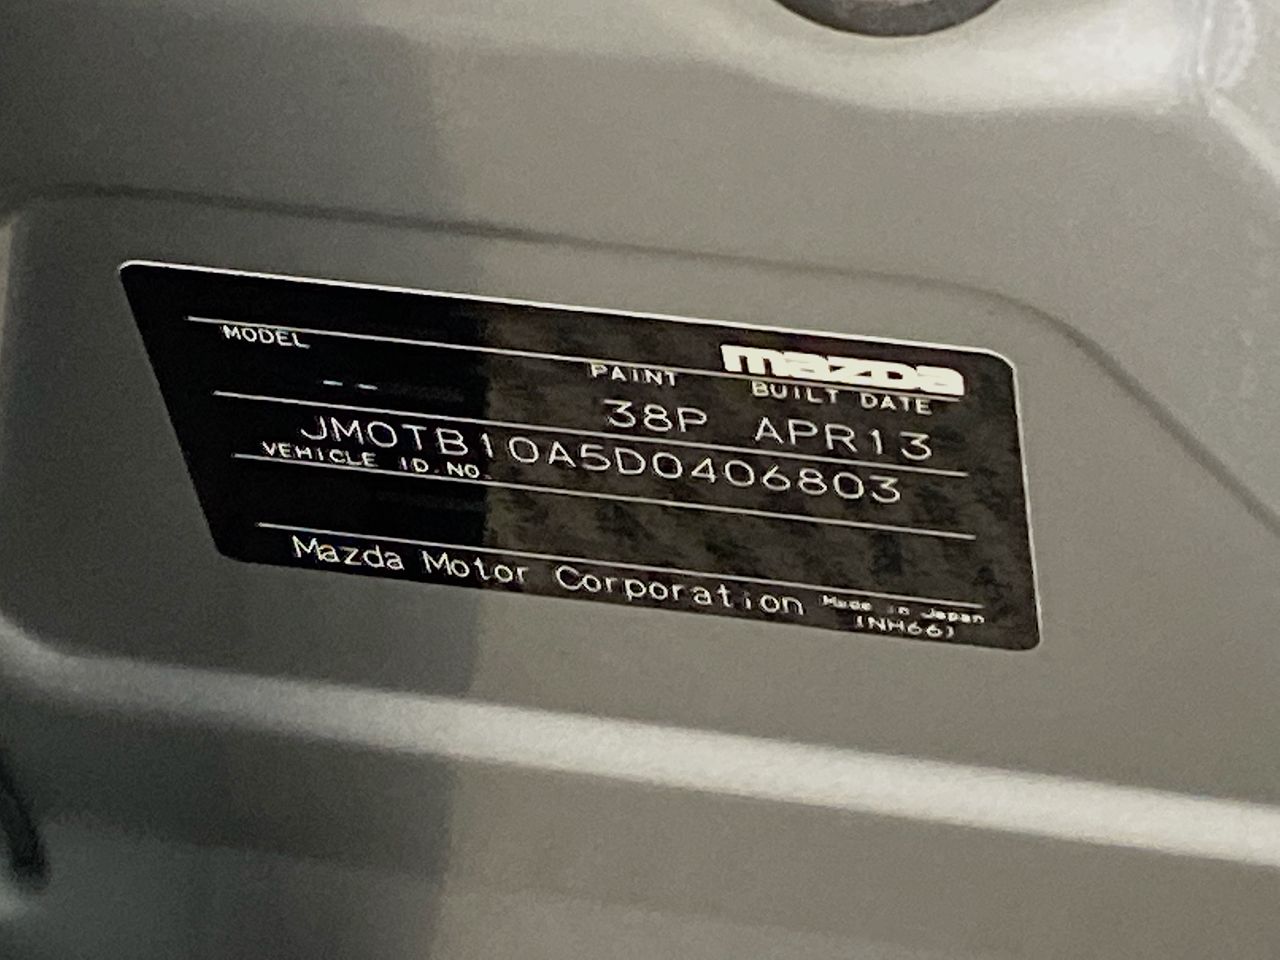 mazda
MODEL PAINT BUILT DATE
-- 38P APR13
JM0TB10A5D0406803
VEHICLE ID.NO.
Mazda Motor Corporation Made in Japan
(NH66)